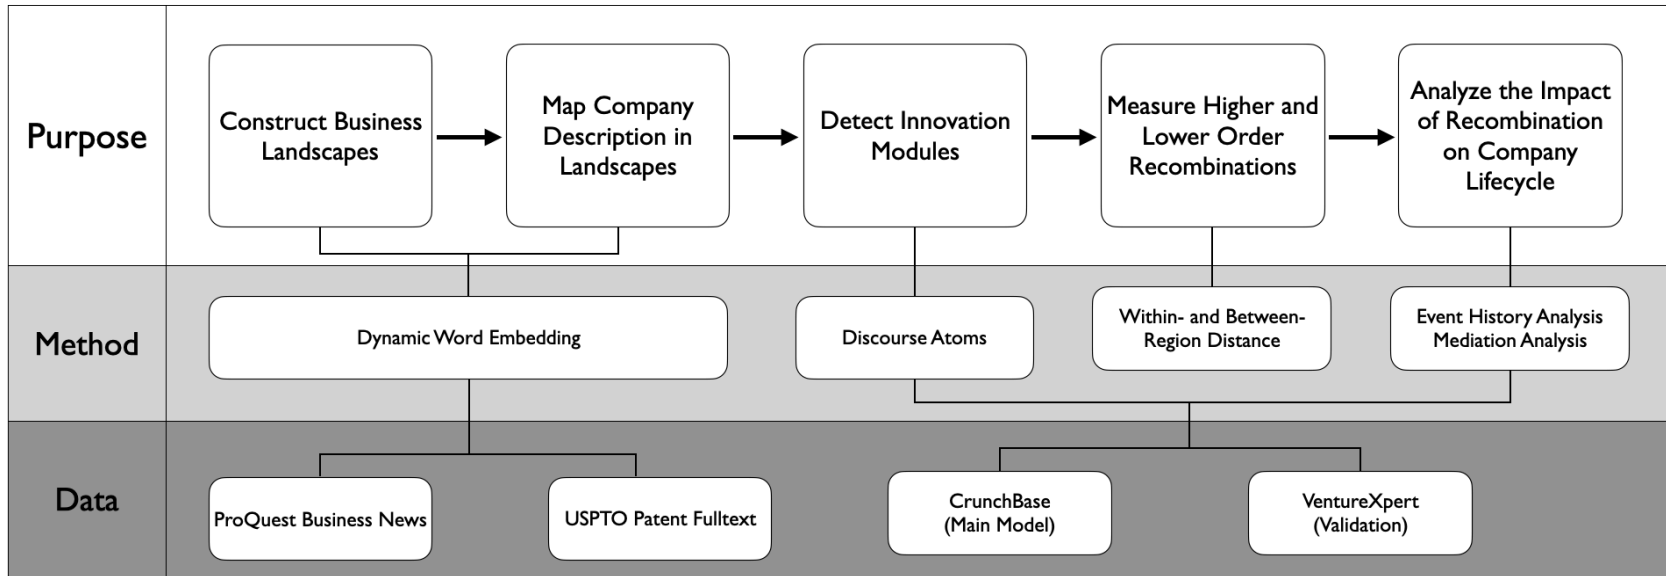 Purpose
Construct Business
Landscapes
Map Company
Description in
Landscapes
Detect Innovation
Modules
Measure Higher and
Lower Order
Recombinations
Analyze the Impact
of Recombination
on Company
Lifecycle
Method
Dynamic Word Embedding
Discourse Atoms
Within- and Between-
Region Distance
Event History Analysis
Mediation Analysis
Data
ProQuest Business News
USPTO Patent Fulltext
CrunchBase
(Main Model)
VentureXpert
(Validation)